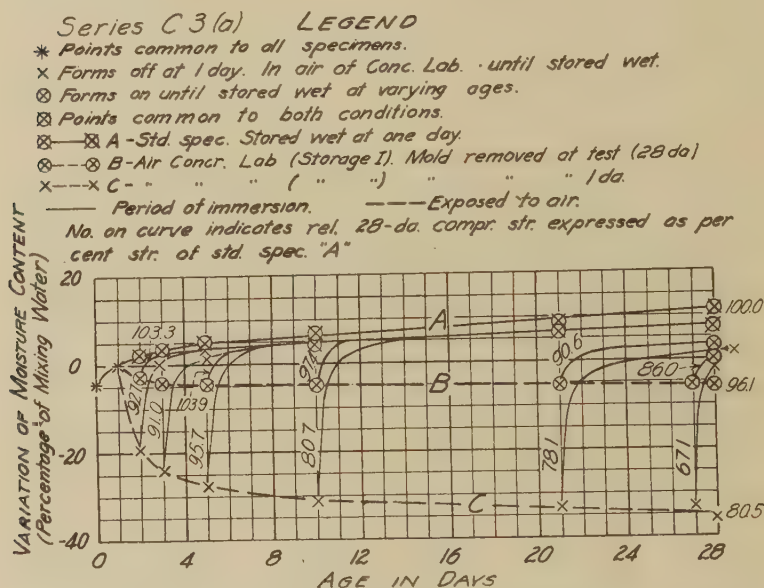 Series C 3(a) LEGEND
Points common to all specimens.
Forms off at 1 day. In air of Conc. Lab. until stored wet.
Forms on until stored wet at varying ages.
Points common to both conditions.
A-Std. spec. Stored wet at one day.
B-Air Concr. Lab (Storage I). Mold removed at test (28 da)
C- " " " ( " " ) " " " 1 da.
Period of immersion. Exposed to air.
No. on curve indicates rel. 28-da. compr. str. expressed as per
cent str. of std. spec. "A"
VARIATION OF MOISTURE CONTENT
(Percentage of Mixing Water)
20
0
-20
-40
103.3
A
100.0
60.6
86.0
B
96.1
91.0
1039
95.7
80.7
78.1
67.1
C
80.5
0 4 8 12 16 20 24 28
AGE IN DAYS